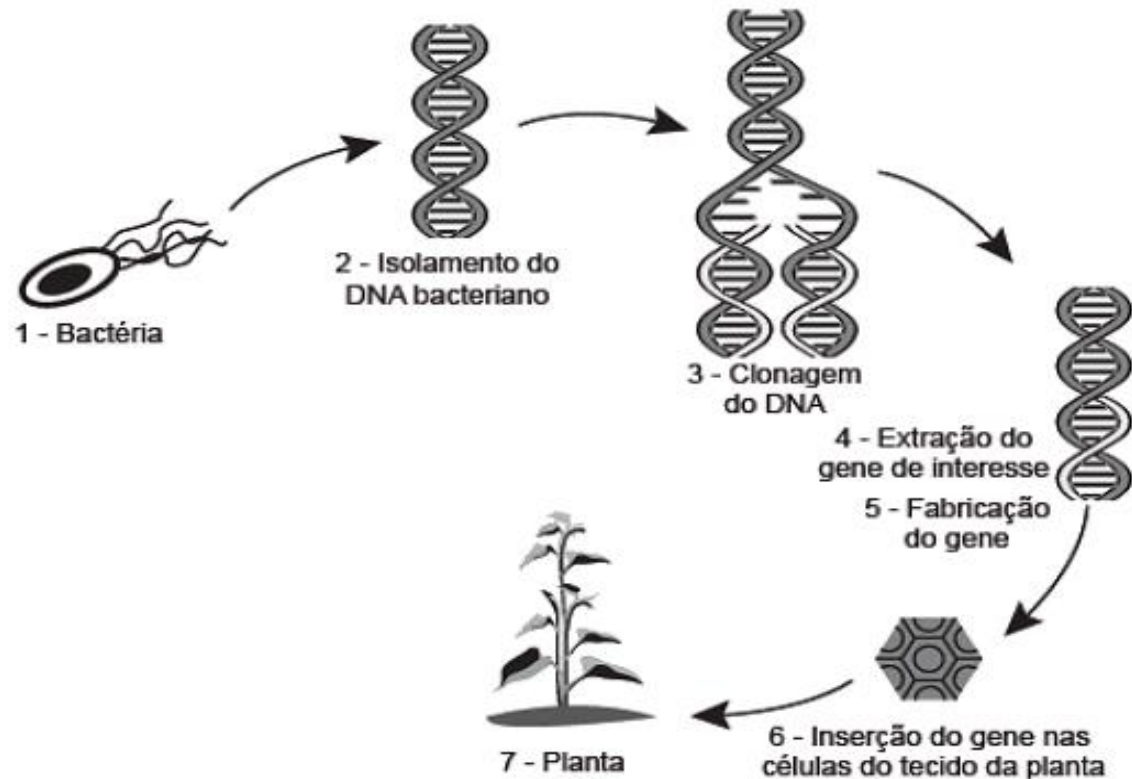 1 - Bactéria
2 - Isolamento do
DNA bacteriano
3 - Clonagem
do DNA
4 - Extração do
gene de interesse
5 - Fabricação
do gene
6 - Inserção do gene nas
células do tecido da planta
7 - Planta